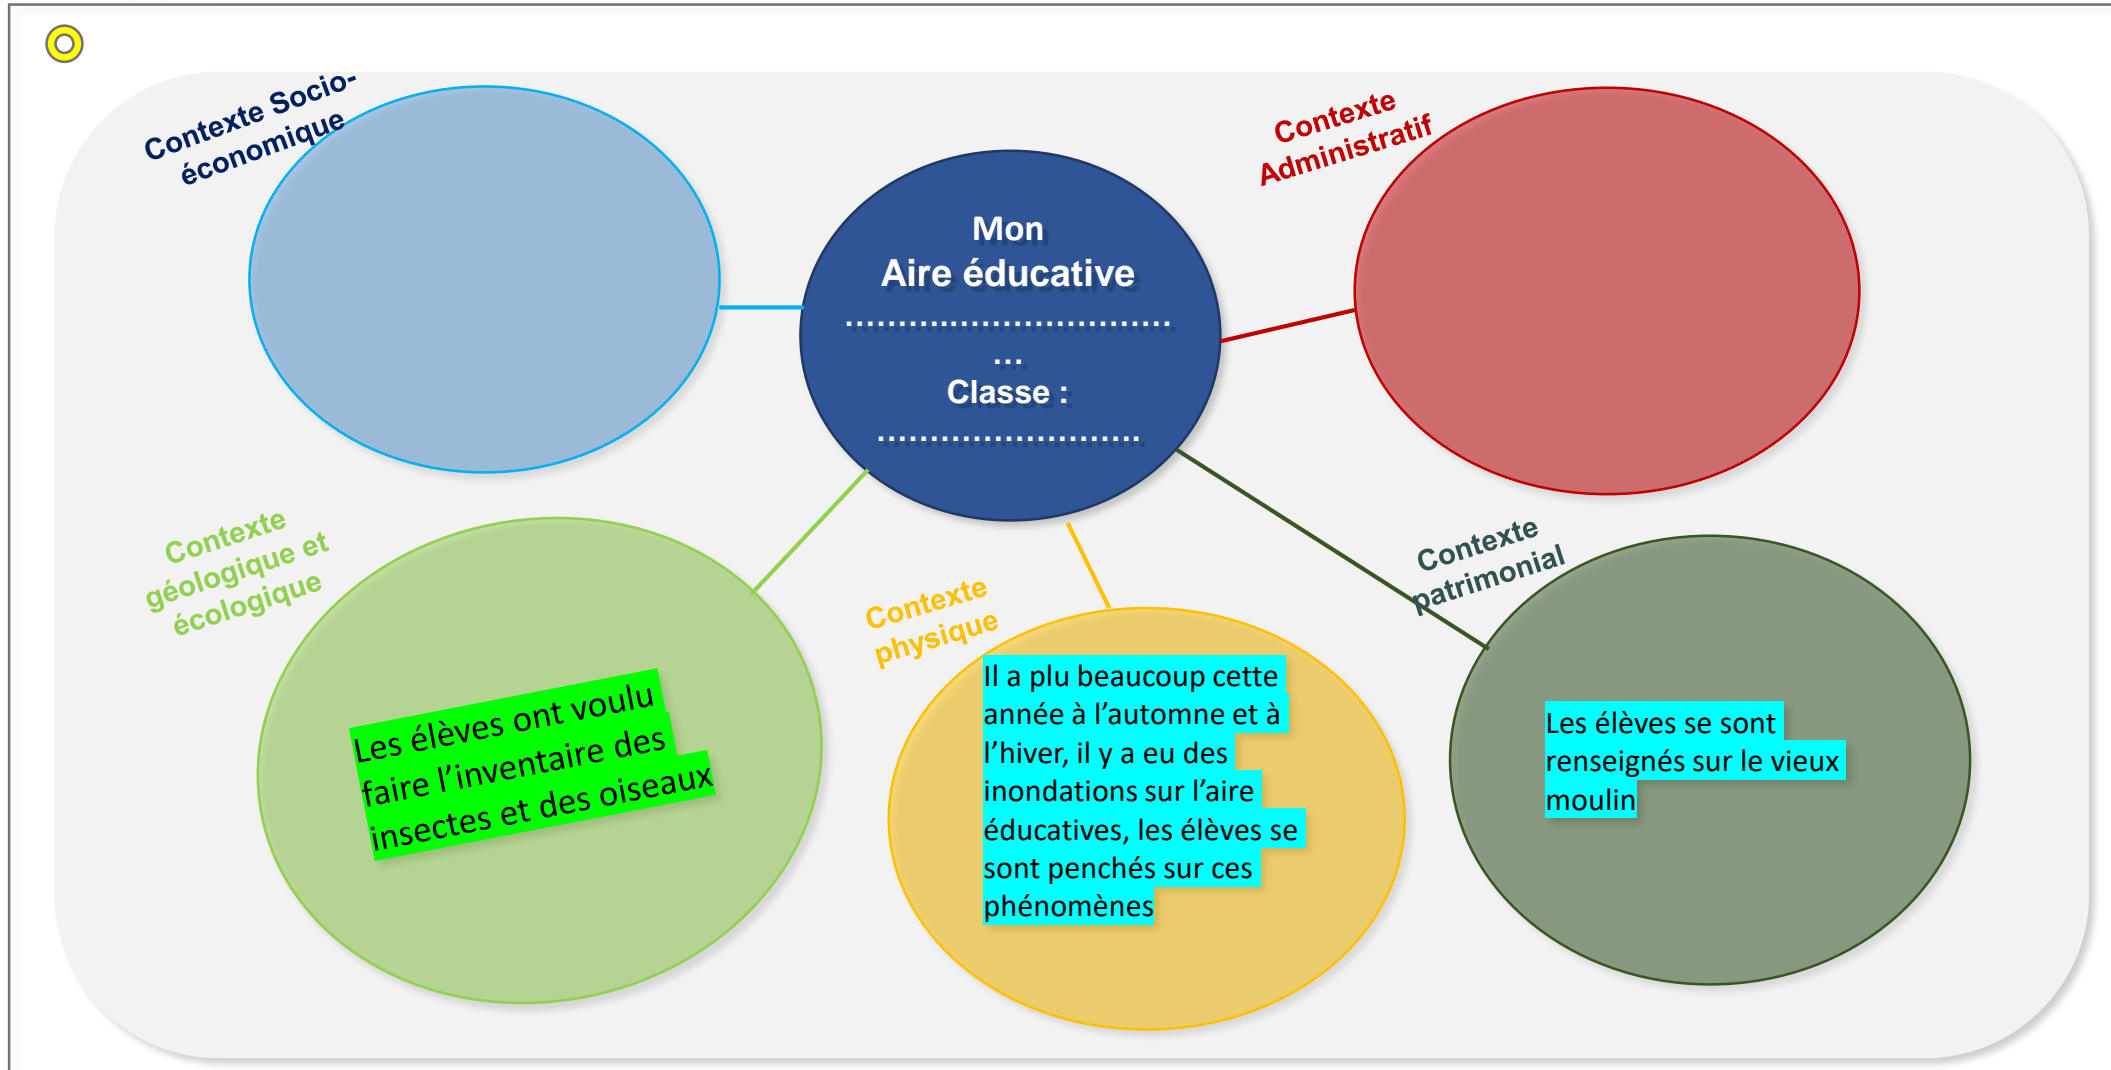 Contexte Socio-
économique
Mon
Aire éducative
...............................
...
Classe :
.........................
Contexte
Administratif
Contexte
géologique et
écologique
Les élèves ont voulu
faire l’inventaire des
insectes et des oiseaux
Contexte
physique
Il a plu beaucoup cette
année à l’automne et à
l’hiver, il y a eu des
inondations sur l’aire
éducatives, les élèves se
sont penchés sur ces
phénomènes
Contexte
patrimonial
Les élèves se sont
renseignés sur le vieux
moulin